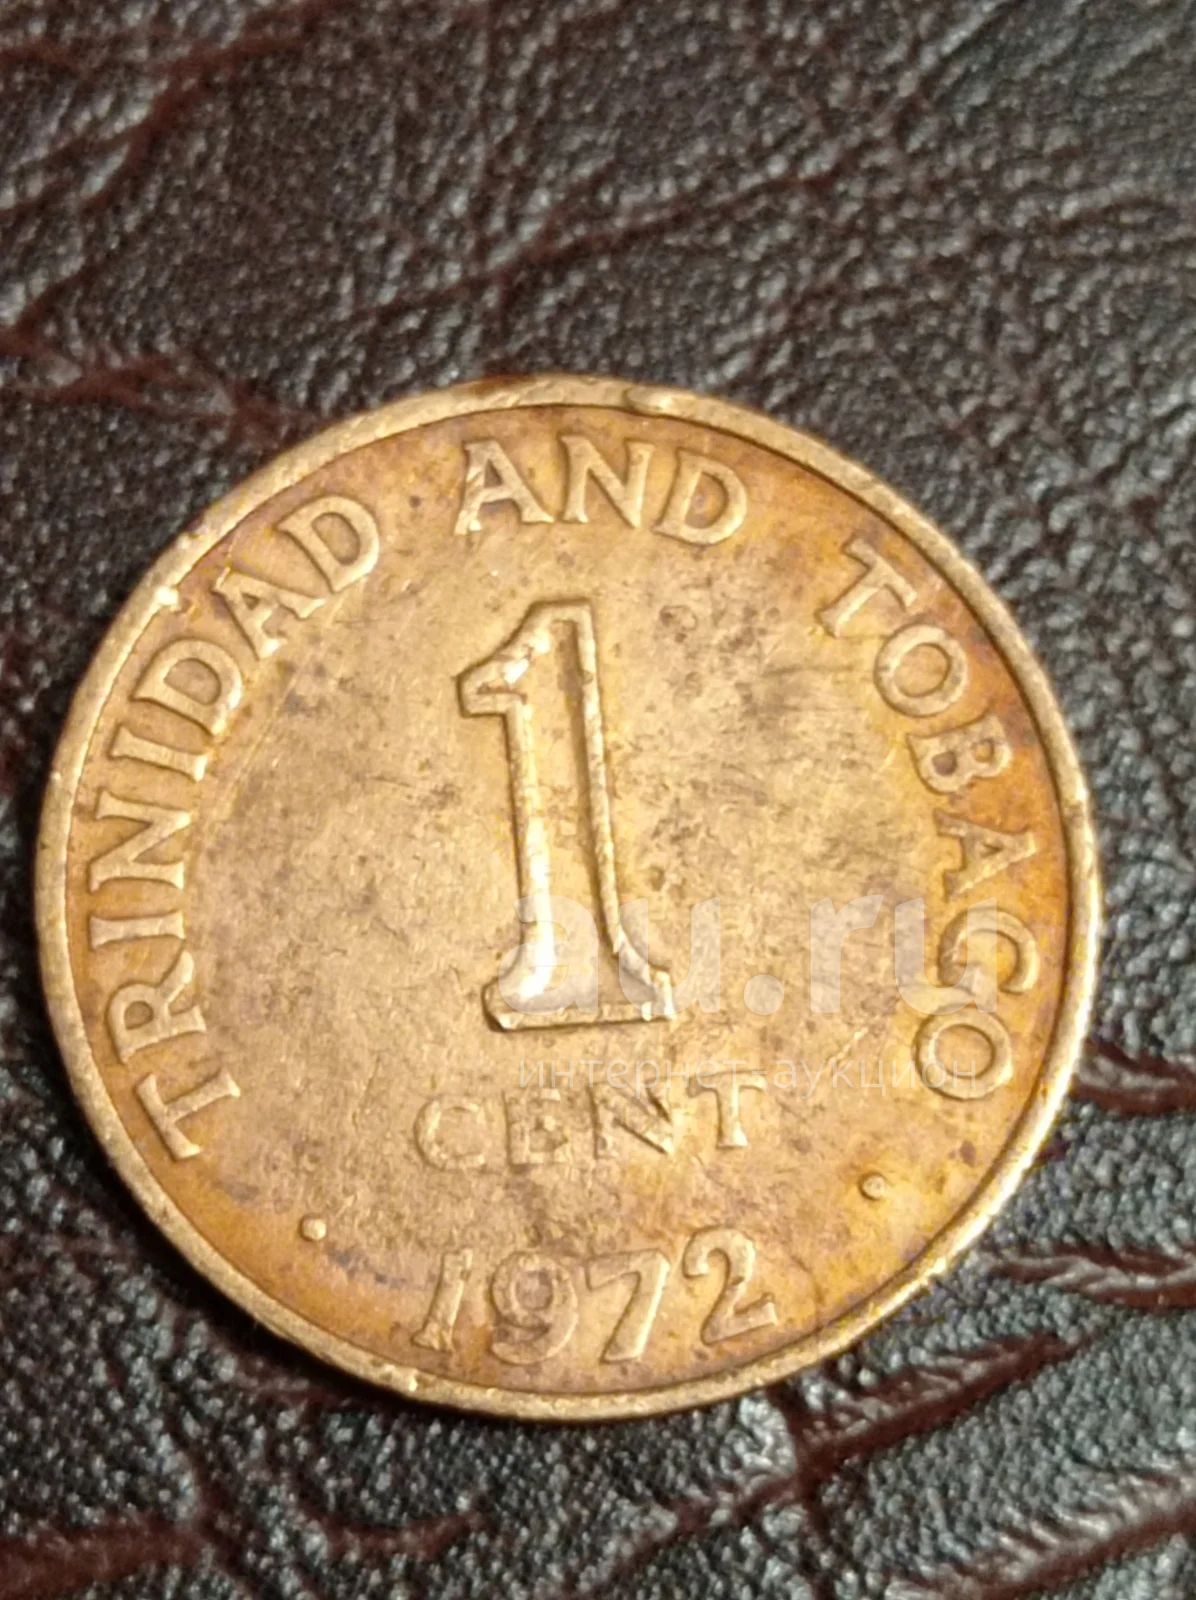 TRINIDAD AND TOBAGO
1
CENT
1972
au.ru
интернет-аукцион